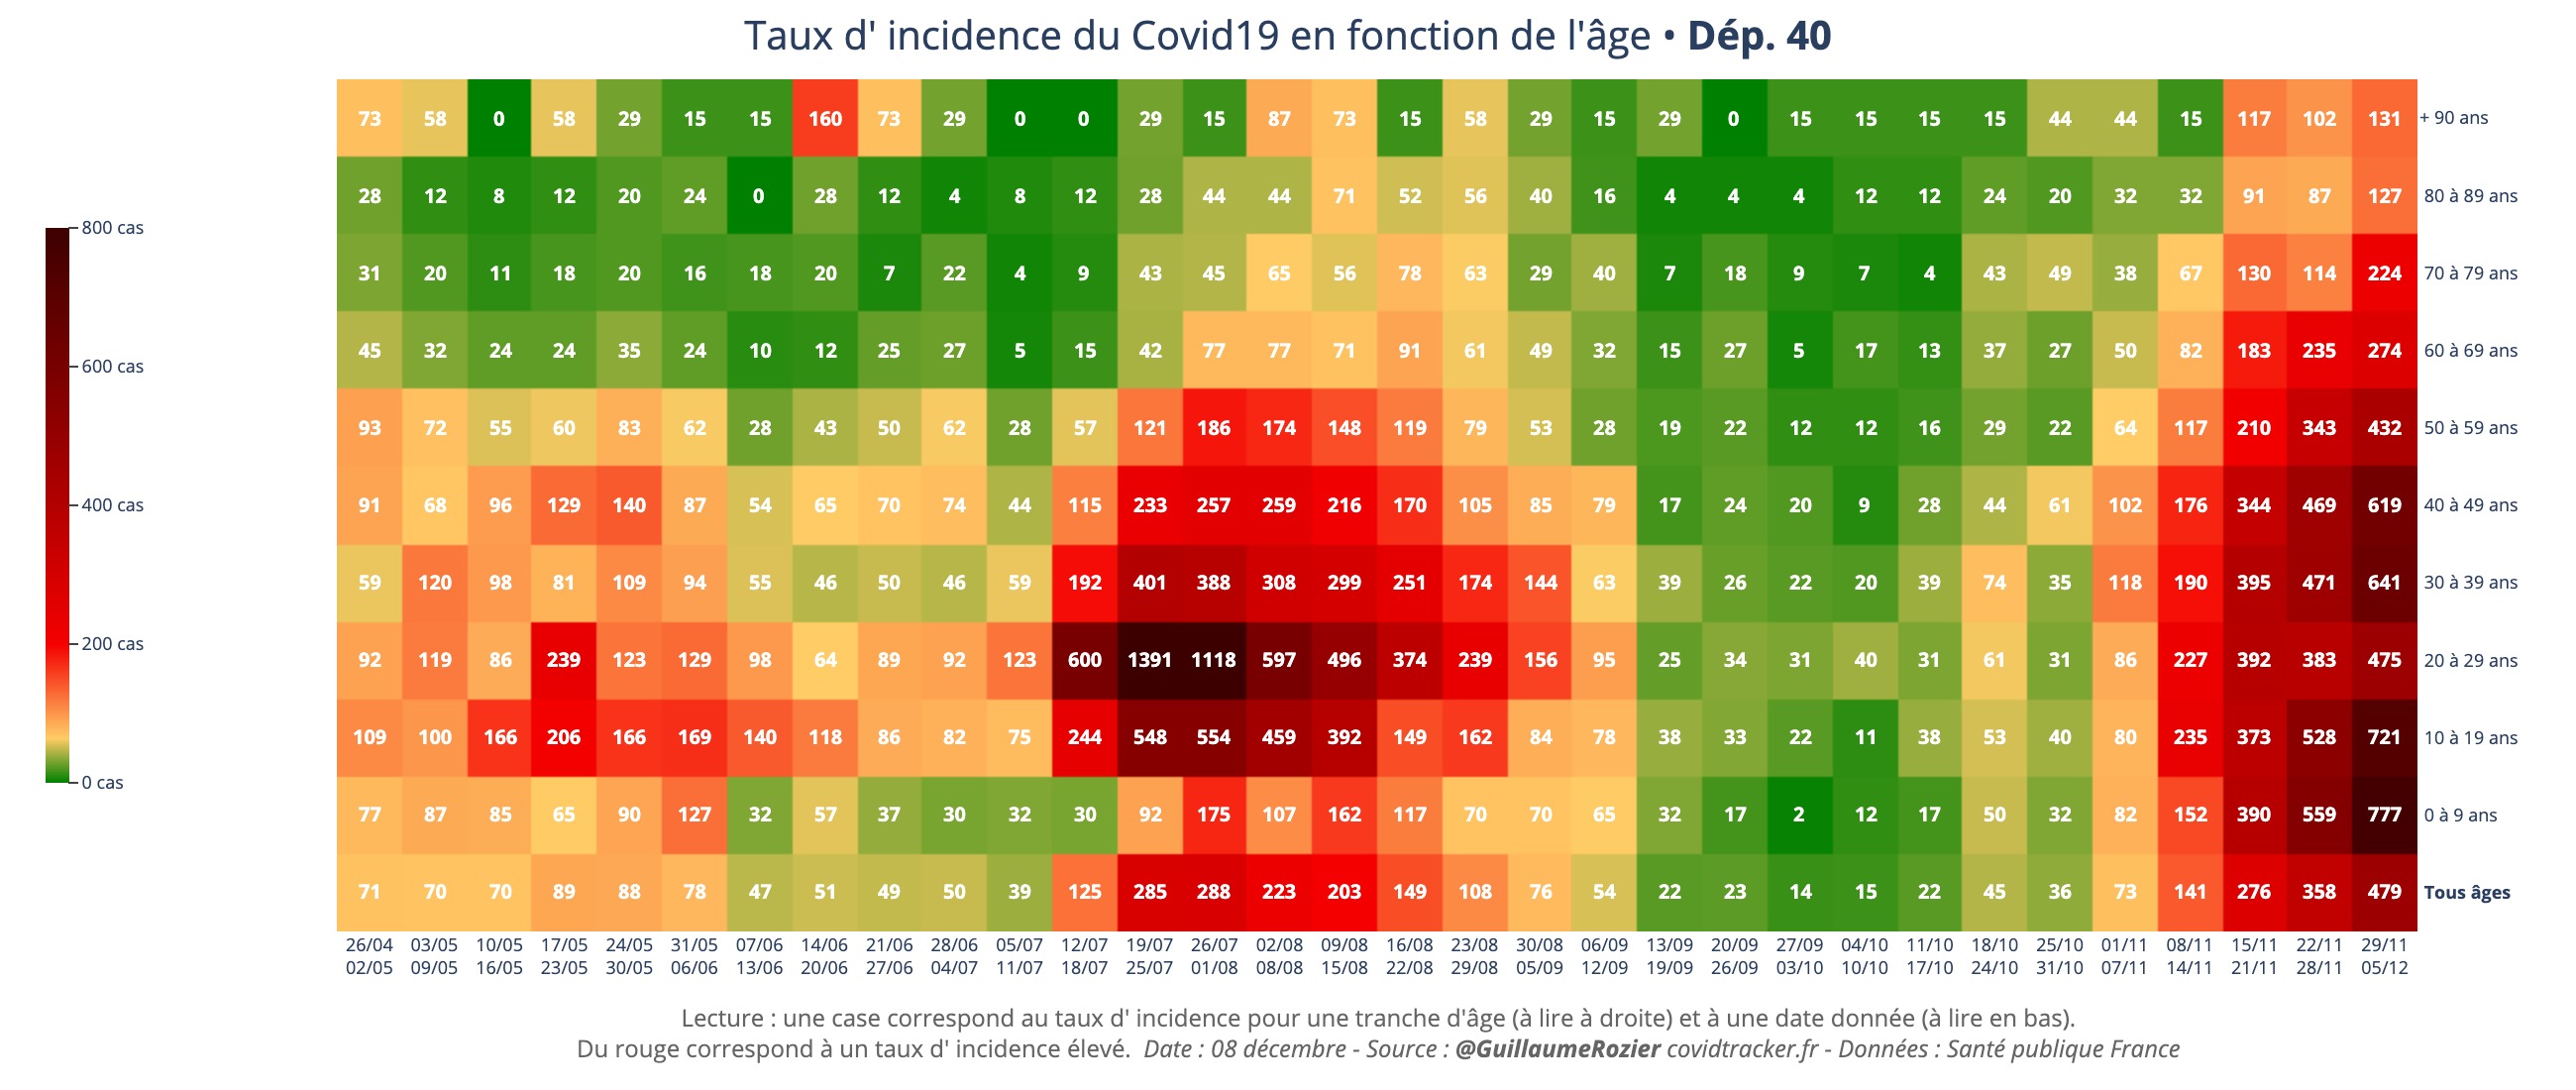 Taux d' incidence du Covid19 en fonction de l'âge • Dép. 40
73 58 0 58 29 15 15 160 73 29 0 0 29 15 87 73 15 58 29 15 29 0 15 15 15 15 44 44 15 117 102 131 + 90 ans
28 12 8 12 20 24 0 28 12 4 8 12 28 44 44 71 52 56 40 16 4 4 4 12 12 24 20 32 32 91 87 127 80 à 89 ans
800 cas
31 20 11 18 20 16 18 20 7 22 4 9 43 45 65 56 78 63 29 40 7 18 9 7 4 43 49 38 67 130 114 224 70 à 79 ans
45 32 24 24 35 24 10 12 25 27 5 15 42 77 77 71 91 61 49 32 15 27 5 17 13 37 27 50 82 183 235 274 60 à 69 ans
600 cas
93 72 55 60 83 62 28 43 50 62 28 57 121 186 174 148 119 79 53 28 19 22 12 12 16 29 22 64 117 210 343 432 50 à 59 ans
400 cas
91 68 96 129 140 87 54 65 70 74 44 115 233 257 259 216 170 105 85 79 17 24 20 9 28 44 61 102 176 344 469 619 40 à 49 ans
59 120 98 81 109 94 55 46 50 46 59 192 401 388 308 299 251 174 144 63 39 26 22 20 39 74 35 118 190 395 471 641 30 à 39 ans
200 cas
92 119 86 239 123 129 98 64 89 92 123 600 1391 1118 597 496 374 239 156 95 25 34 31 40 31 61 31 86 227 392 383 475 20 à 29 ans
109 100 166 206 166 169 140 118 86 82 75 244 548 554 459 392 149 162 84 78 38 33 22 11 38 53 40 80 235 373 528 721 10 à 19 ans
0 cas
77 87 85 65 90 127 32 57 37 30 32 30 92 175 107 162 117 70 70 65 32 17 2 12 17 50 32 82 152 390 559 777 0 à 9 ans
71 70 70 89 88 78 47 51 49 50 39 125 285 288 223 203 149 108 76 54 22 23 14 15 22 45 36 73 141 276 358 479 Tous âges
26/04 03/05 10/05 17/05 24/05 31/05 07/06 14/06 21/06 28/06 05/07 12/07 19/07 26/07 02/08 09/08 16/08 23/08 30/08 06/09 13/09 20/09 27/09 04/10 11/10 18/10 25/10 01/11 08/11 15/11 22/11 29/11
02/05 09/05 16/05 23/05 30/05 06/06 13/06 20/06 27/06 04/07 11/07 18/07 25/07 01/08 08/08 15/08 22/08 29/08 05/09 12/09 19/09 26/09 03/10 10/10 17/10 24/10 31/10 07/11 14/11 21/11 28/11 05/12
Lecture : une case correspond au taux d' incidence pour une tranche d'âge (à lire à droite) et à une date donnée (à lire en bas).
Du rouge correspond à un taux d' incidence élevé. Date : 08 décembre - Source : @GuillaumeRozier covidtracker.fr - Données : Santé publique France